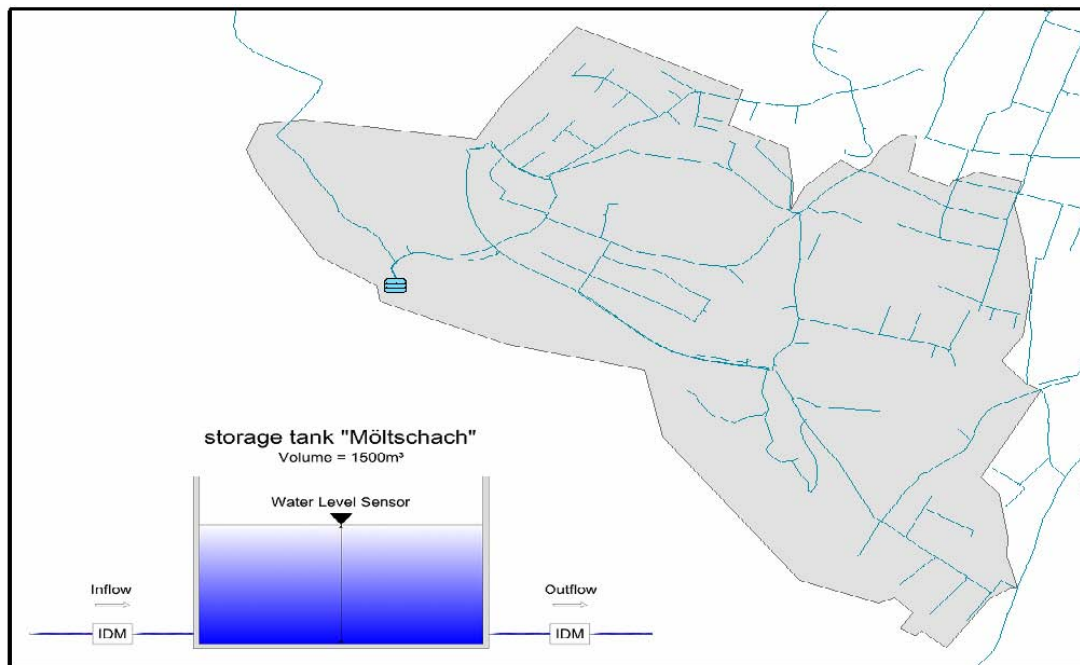 storage tank "Möltschach"
Volume = 1500m³
Water Level Sensor
Inflow
Outflow
IDM
IDM